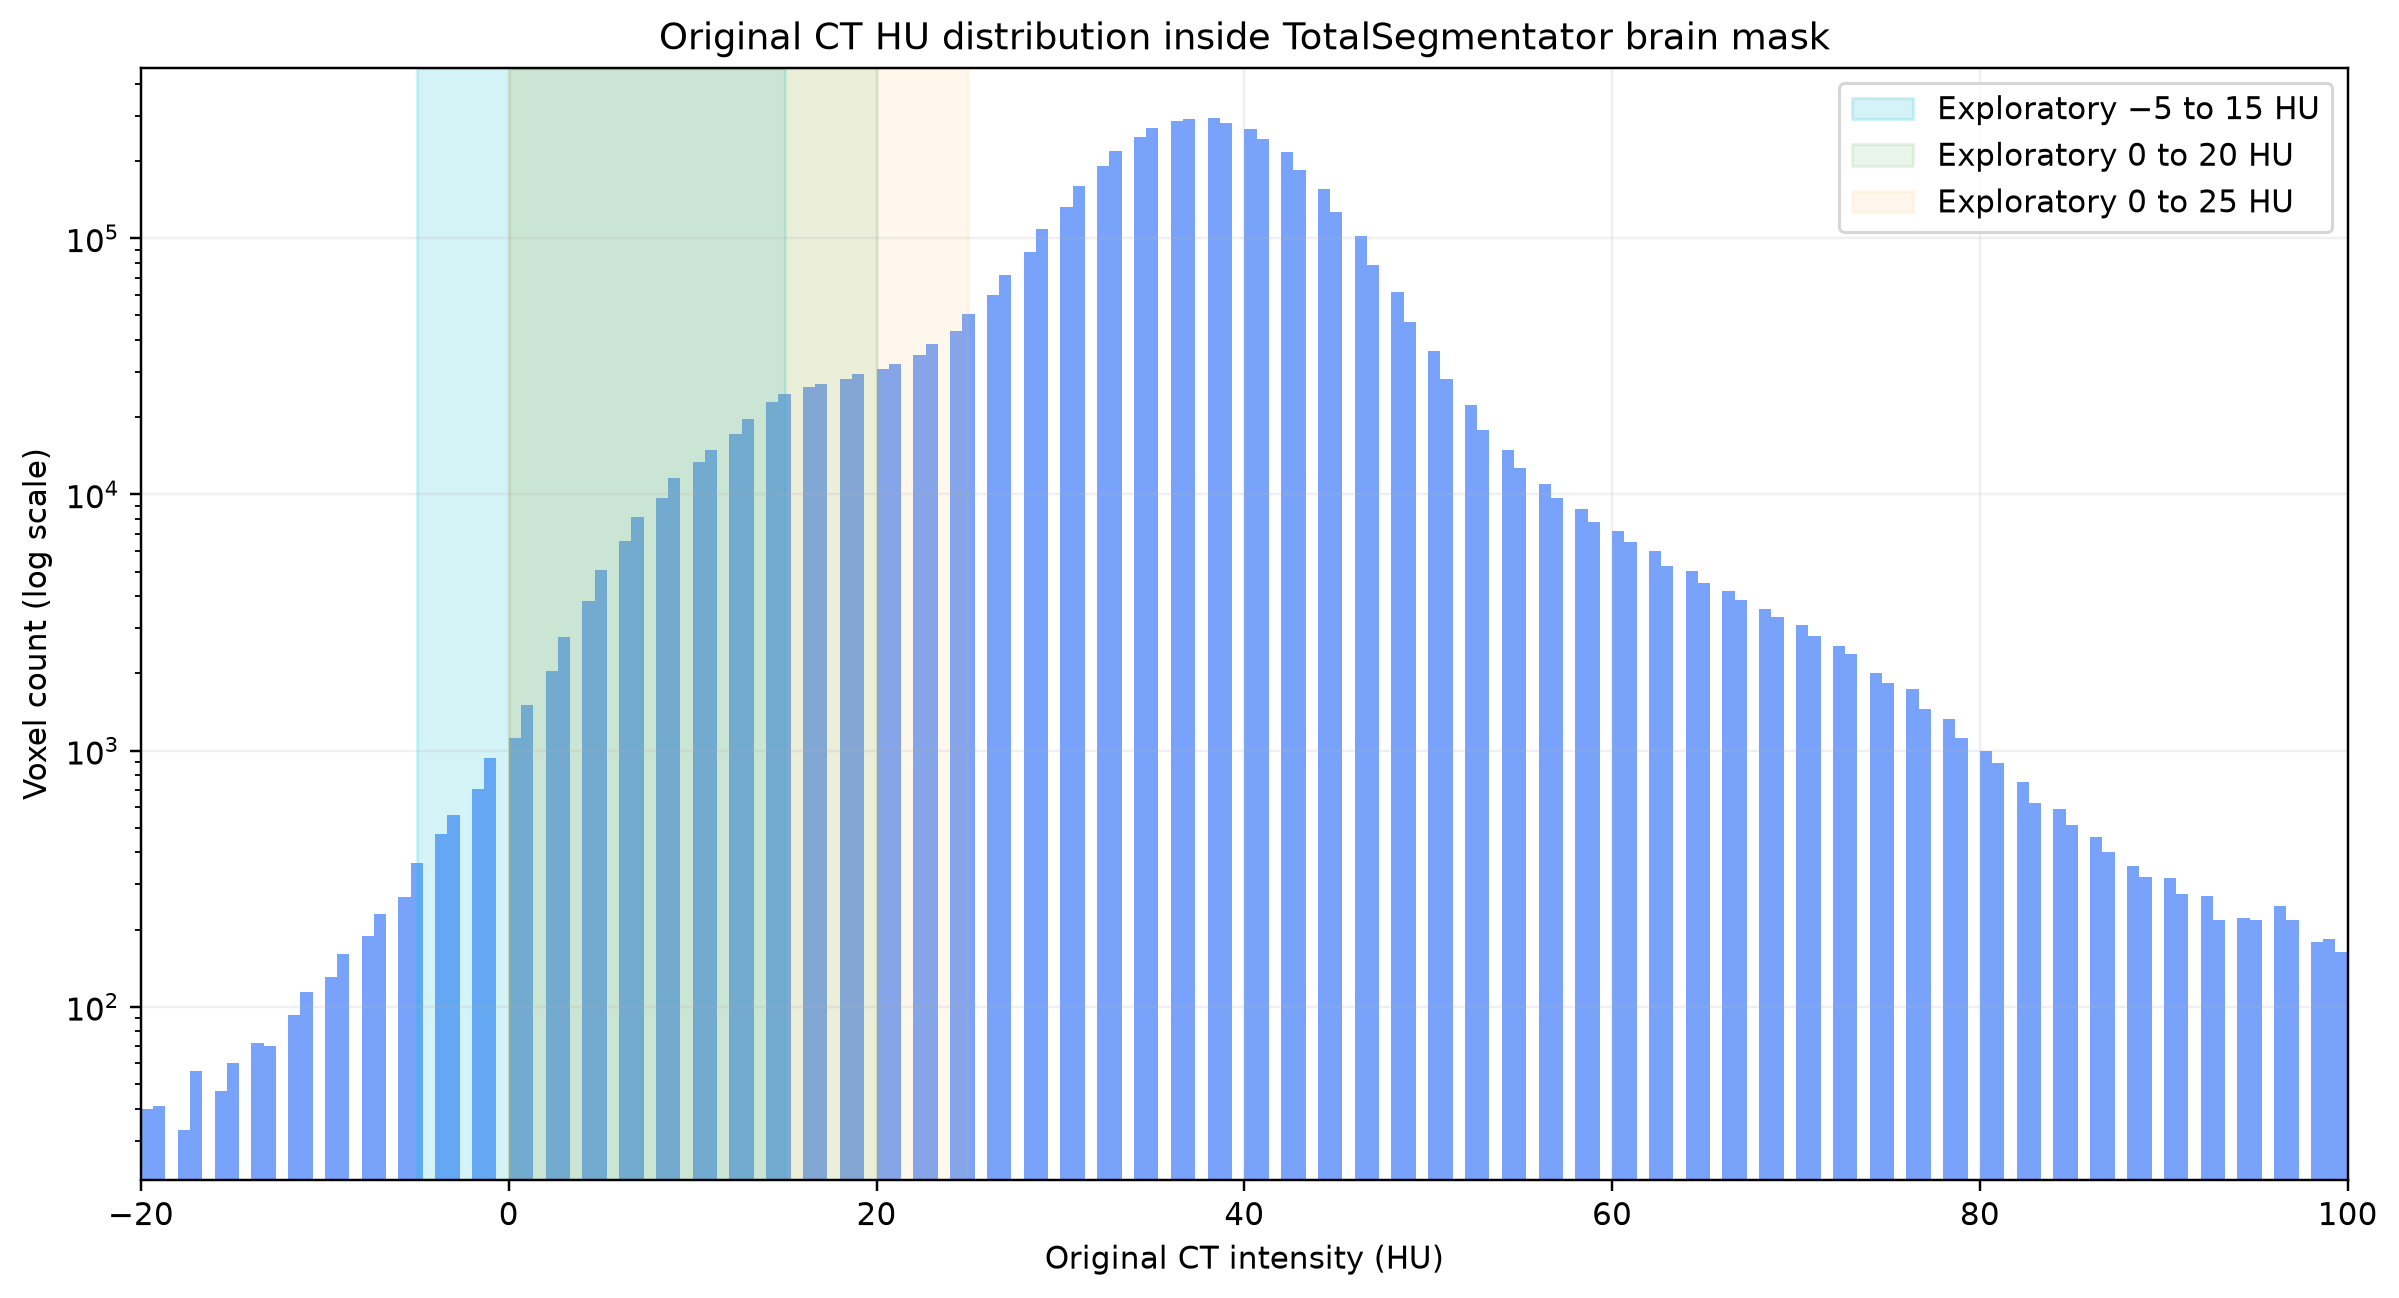 Original CT HU distribution inside TotalSegmentator brain mask
Exploratory −5 to 15 HU
Exploratory 0 to 20 HU
Exploratory 0 to 25 HU
Voxel count (log scale)
10⁵
10⁴
10³
10²
−20 0 20 40 60 80 100
Original CT intensity (HU)